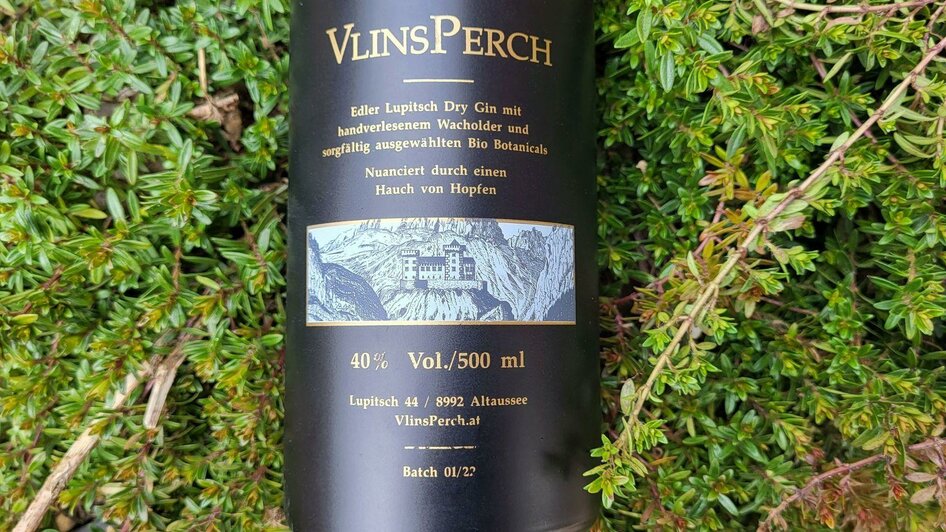 VLINSPERCH
Edler Lupitsch Dry Gin mit
handverlesenem Wacholder und
sorgfältig ausgewählten Bio Botanicals
Nuanciert durch einen
Hauch von Hopfen
40% Vol./500 ml
Lupitsch 44 / 8992 Altaussee
VlinsPerch.at
Batch 01/22